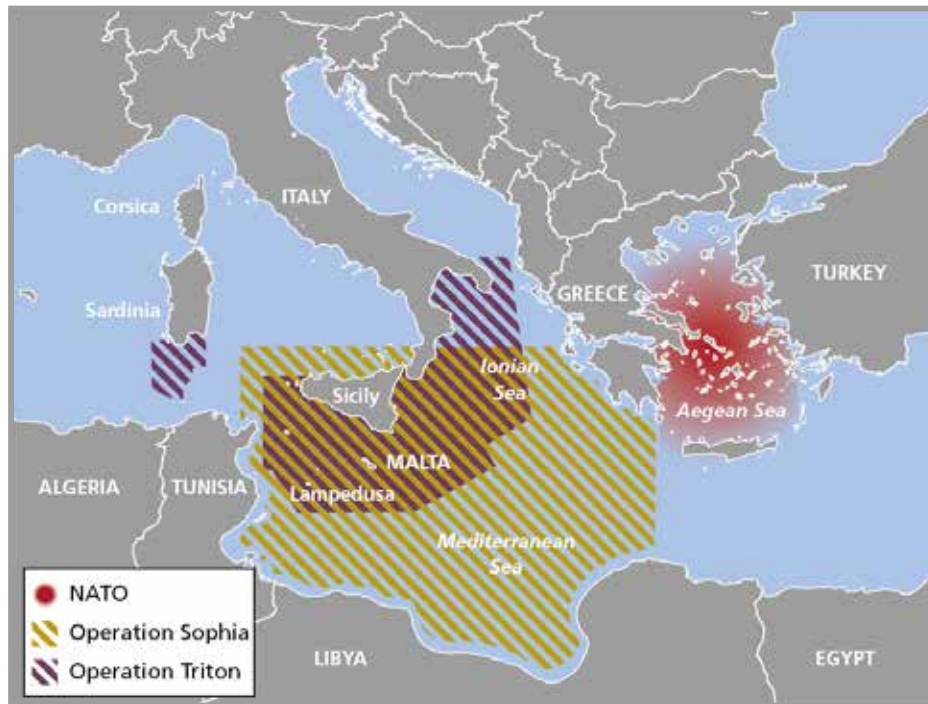 Corsica
ITALY
Sardinia
GREECE
TURKEY
Ionian
Sea
Sicily
Aegean Sea
MALTA
ALGERIA
TUNISIA
Lampedusa
Mediterranean
Sea
NATO
Operation Sophia
Operation Triton
LIBYA
EGYPT